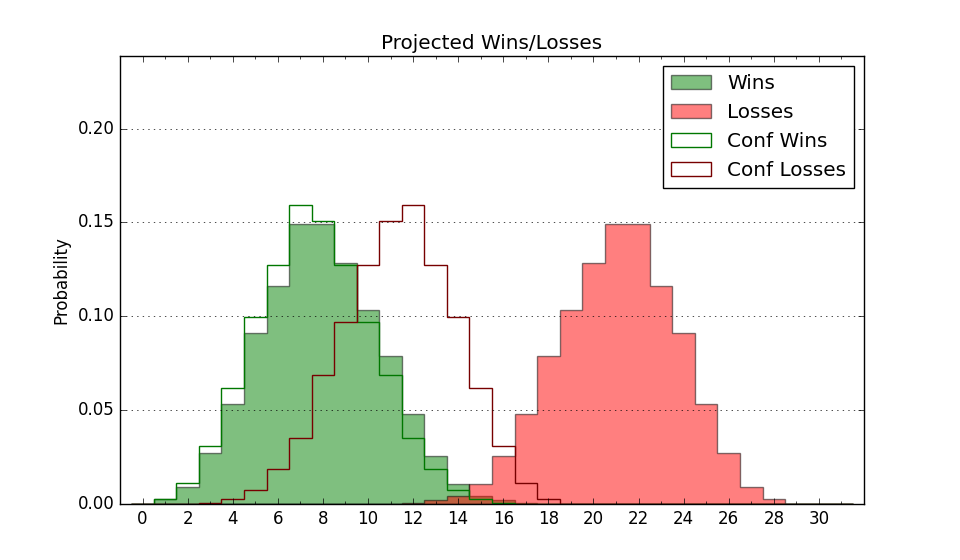 Projected Wins/Losses
Wins
Losses
Conf Wins
Conf Losses
Probability
0.20
0.15
0.10
0.05
0.00
0 2 4 6 8 10 12 14 16 18 20 22 24 26 28 30